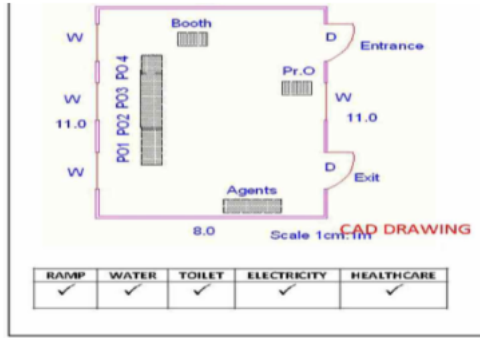 Booth
W
D
Entrance
PO1 PO2 PO3 PO4
Pr.O
W
W
11.0
11.0
W
D
Exit
Agents
8.0
Scale 1cm:1m
CAD DRAWING
RAMP WATER TOILET ELECTRICITY HEALTHCARE
✓ ✓ ✓ ✓ ✓